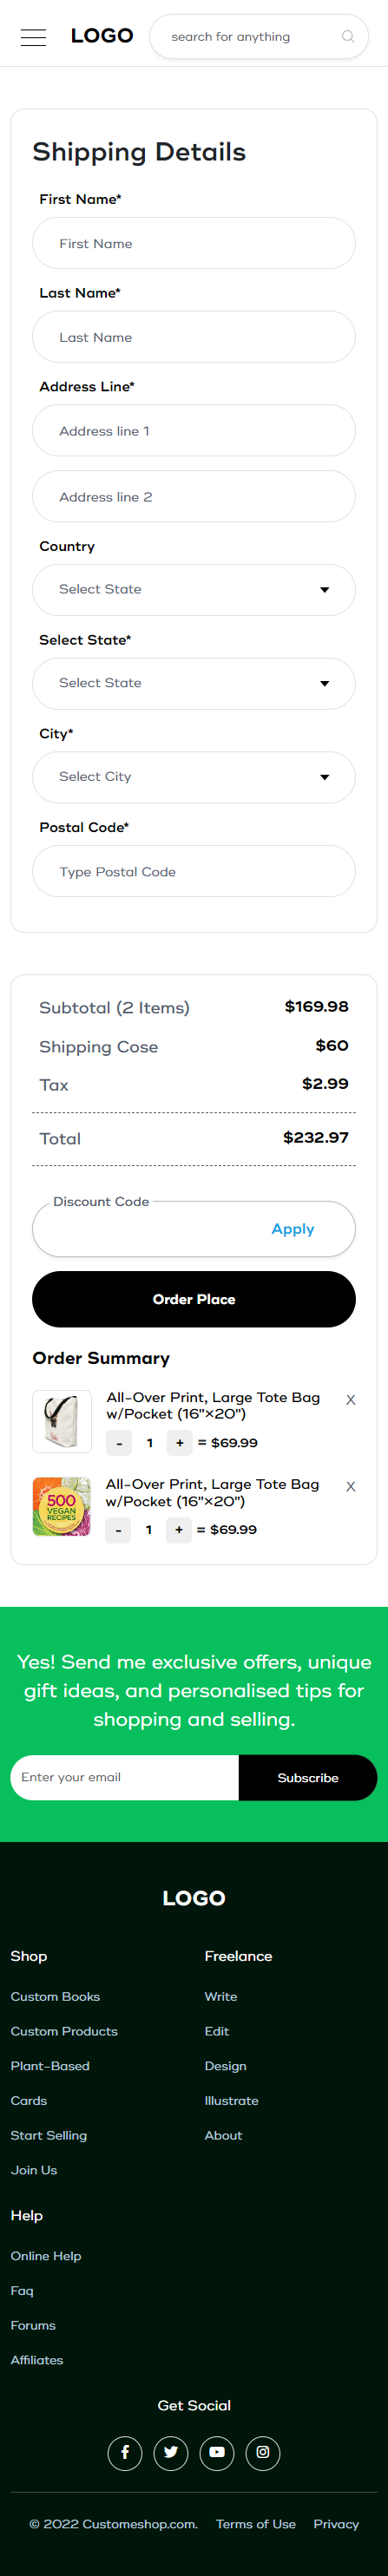 LOGO
search for anything
Shipping Details
First Name*
First Name
Last Name*
Last Name
Address Line*
Address line 1
Address line 2
Country
Select State
Select State*
Select State
City*
Select City
Postal Code*
Type Postal Code
Subtotal (2 Items) $169.98
Shipping Cose $60
Tax $2.99
Total $232.97
Discount Code
Apply
Order Place
Order Summary
All-Over Print, Large Tote Bag X
w/Pocket (16"×20")
- 1 + = $69.99
500
VEGAN
RECIPES
All-Over Print, Large Tote Bag X
w/Pocket (16"×20")
- 1 + = $69.99
Yes! Send me exclusive offers, unique
gift ideas, and personalised tips for
shopping and selling.
Enter your email
Subscribe
LOGO
Shop
Custom Books
Custom Products
Plant-Based
Cards
Start Selling
Join Us
Freelance
Write
Edit
Design
Illustrate
About
Help
Online Help
Faq
Forums
Affiliates
Get Social
© 2022 Customeshop.com. Terms of Use Privacy